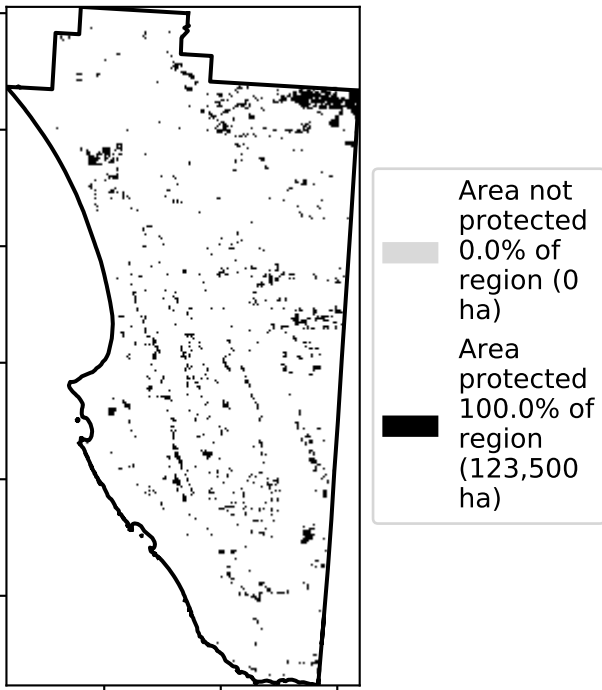 Area not
protected
0.0% of
region (0
ha)
Area
protected
100.0% of
region
(123,500
ha)